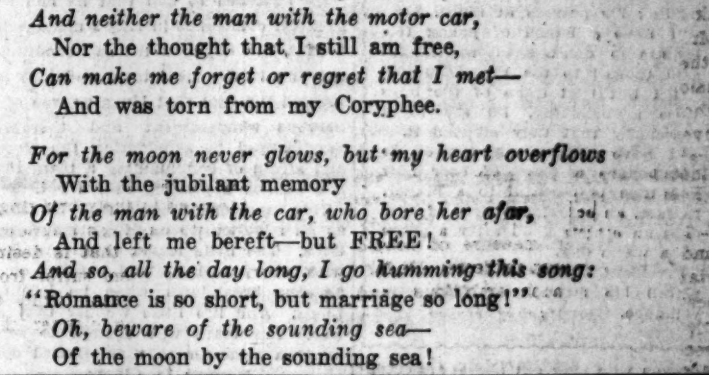 And neither the man with the motor car,
Nor the thought that I still am free,
Can make me forget or regret that I met—
And was torn from my Coryphee.
For the moon never glows, but my heart overflows
With the jubilant memory
Of the man with the car, who bore her afar,
And left me bereft—but FREE!
And so, all the day long, I go humming this song:
"Romance is so short, but marriage so long!"
Oh, beware of the sounding sea—
Of the moon by the sounding sea!